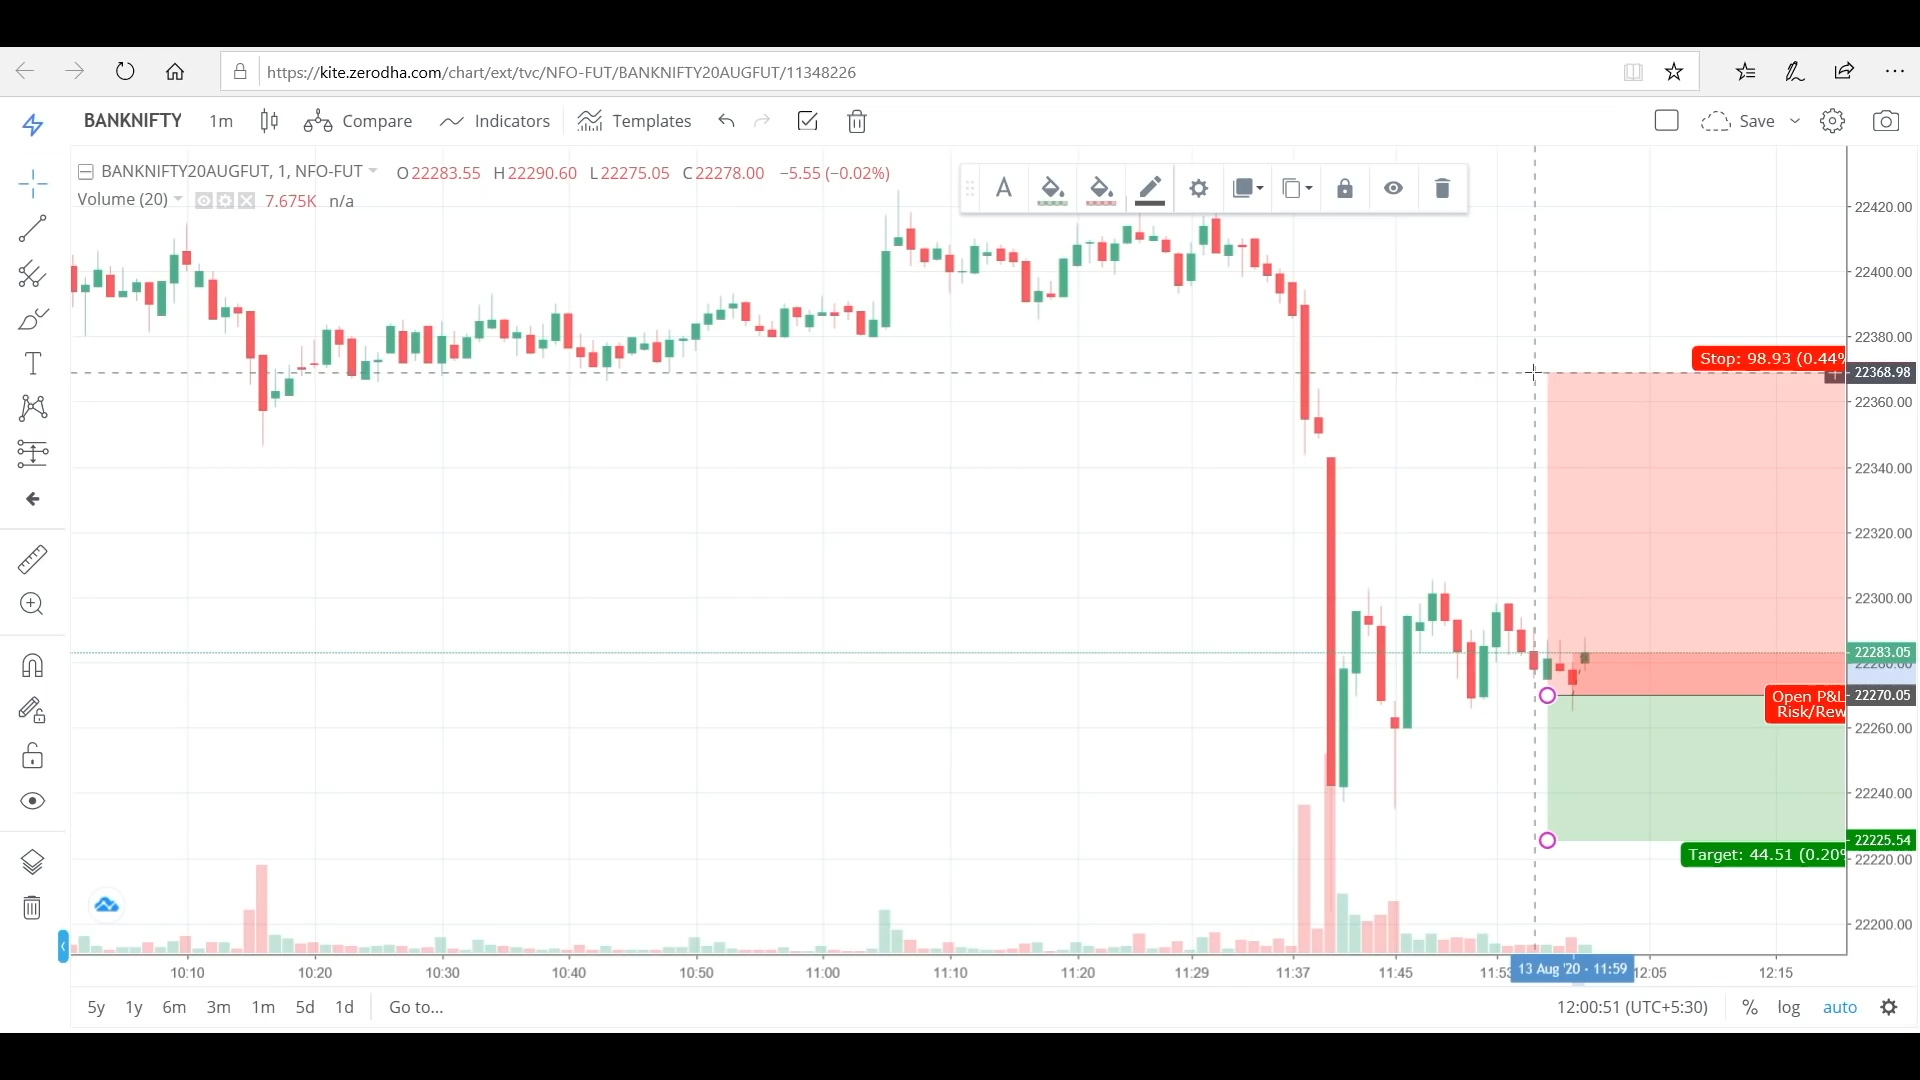 https://kite.zerodha.com/chart/ext/tvc/NFO-FUT/BANKNIFTY20AUGFUT/11348226
BANKNIFTY 1m Compare Indicators Templates Save
BANKNIFTY20AUGFUT, 1, NFO-FUT O22283.55 H22290.60 L22275.05 C22278.00 −5.55 (−0.02%)
Volume (20) 7.675K n/a
22420.00
22400.00
22380.00
Stop: 98.93 (0.44%
22368.98
22360.00
22340.00
22320.00
22300.00
22283.05
22280.00
Open P&L
22270.05
Risk/Rew
22260.00
22240.00
22225.54
Target: 44.51 (0.20%
22220.00
22200.00
10:10 10:20 10:30 10:40 10:50 11:00 11:10 11:20 11:29 11:37 11:45 11:53 13 Aug '20 - 11:59 12:05 12:15
5y 1y 6m 3m 1m 5d 1d Go to... 12:00:51 (UTC+5:30) % log auto